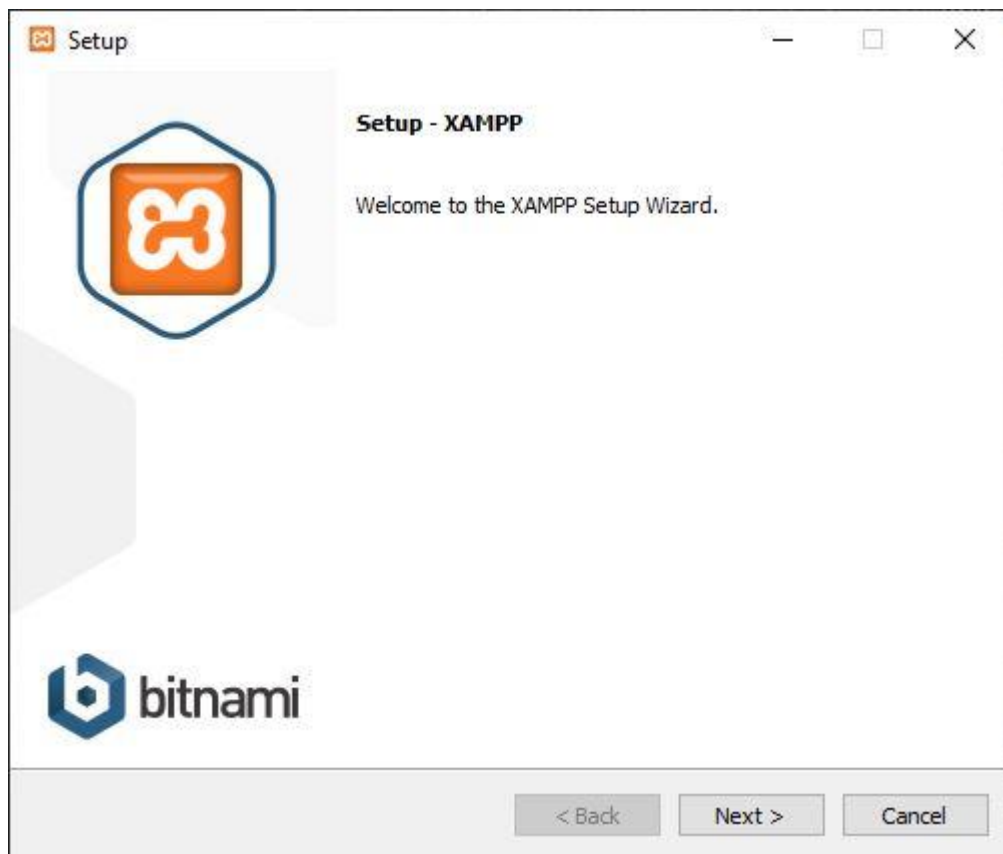 Setup
Setup - XAMPP
Welcome to the XAMPP Setup Wizard.
bitnami
< Back
Next >
Cancel